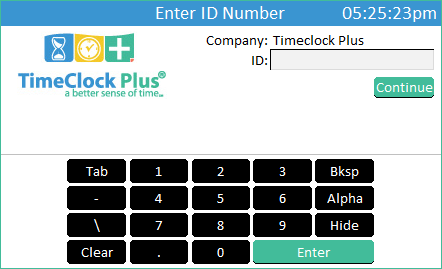 Enter ID Number 05:25:23pm
Company: Timeclock Plus
ID:
TimeClock Plus®
a better sense of time.
Continue
Tab 1 2 3 Bksp
- 4 5 6 Alpha
\ 7 8 9 Hide
Clear . 0 Enter